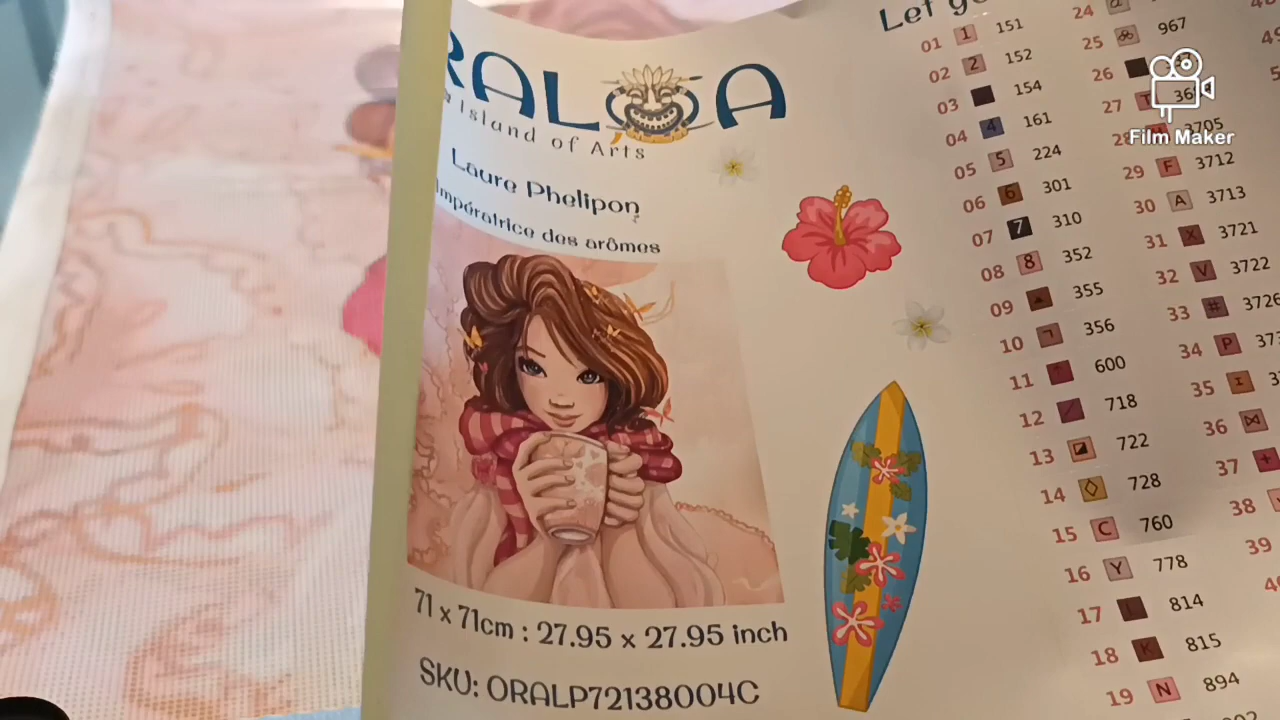 RALOA
Island of Arts
Laure Phelipon
Impératrice des arômes
71 x 71cm : 27.95 x 27.95 inch
SKU: ORALP72138004C
01 1 151
02 2 152
03 154
04 4 161
05 5 224
06 6 301
07 7 310
08 8 352
09 355
10 356
11 600
12 718
13 722
14 728
15 C 760
16 Y 778
17 814
18 K 815
19 N 894
24
25 967
26
27
28 3705
29 F 3712
30 A 3713
31 X 3721
32 V 3722
33 # 3726
34 P
35 I
36
37 +
38
39
Film Maker